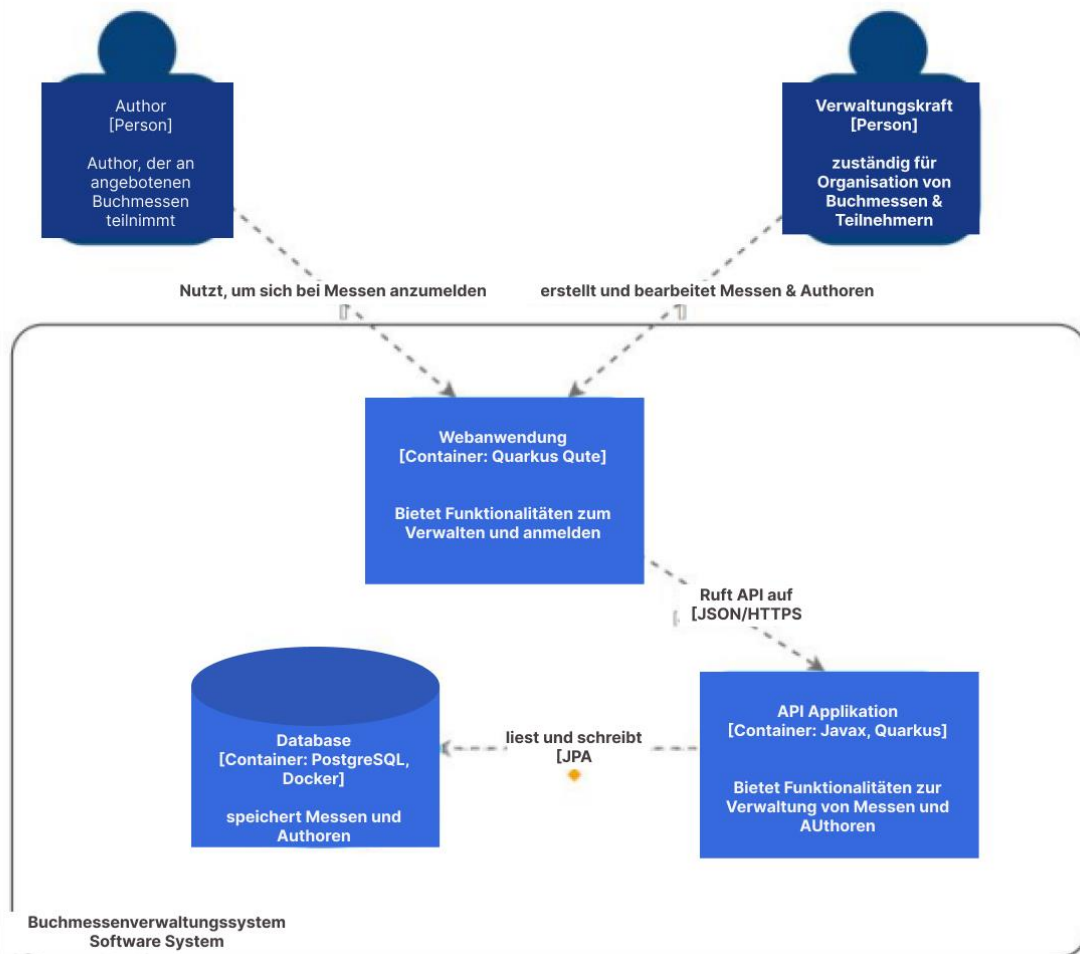 Author
[Person]
Author, der an
angebotenen
Buchmessen
teilnimmt
Verwaltungskraft
[Person]
zuständig für
Organisation von
Buchmessen &
Teilnehmern
Nutzt, um sich bei Messen anzumelden
erstellt und bearbeitet Messen & Authoren
Webanwendung
[Container: Quarkus Qute]
Bietet Funktionalitäten zum
Verwalten und anmelden
Ruft API auf
[JSON/HTTPS
Database
[Container: PostgreSQL,
Docker]
speichert Messen und
Authoren
liest und schreibt
[JPA
API Applikation
[Container: Javax, Quarkus]
Bietet Funktionalitäten zur
Verwaltung von Messen und
AUthoren
Buchmessenverwaltungssystem
Software System